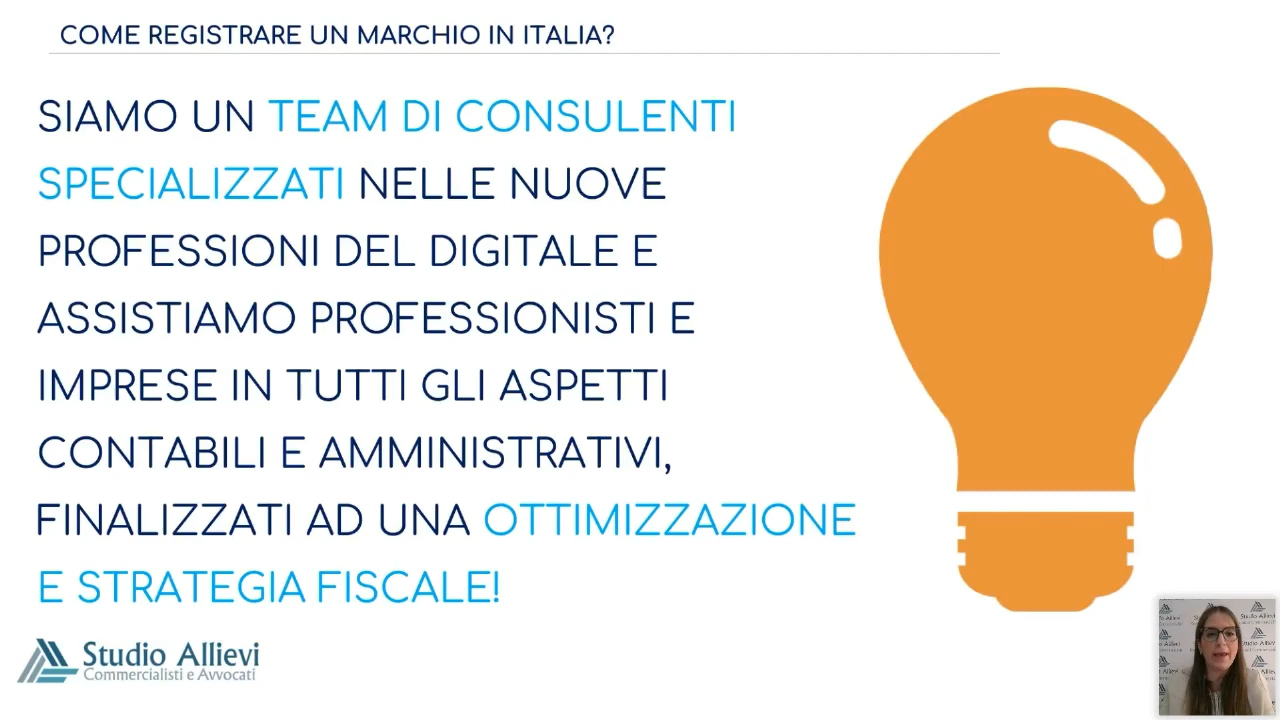 COME REGISTRARE UN MARCHIO IN ITALIA?
SIAMO UN TEAM DI CONSULENTI
SPECIALIZZATI NELLE NUOVE
PROFESSIONI DEL DIGITALE E
ASSISTIAMO PROFESSIONISTI E
IMPRESE IN TUTTI GLI ASPETTI
CONTABILI E AMMINISTRATIVI,
FINALIZZATI AD UNA OTTIMIZZAZIONE
E STRATEGIA FISCALE!
Studio Allievi
Commercialisti e Avvocati